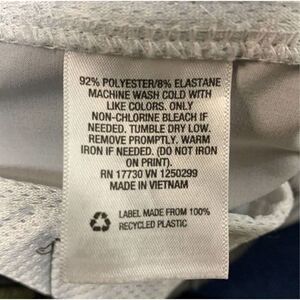 92% POLYESTER/8% ELASTANE
MACHINE WASH COLD WITH
LIKE COLORS. ONLY
NON-CHLORINE BLEACH IF
NEEDED. TUMBLE DRY LOW.
REMOVE PROMPTLY. WARM
IRON IF NEEDED. (DO NOT IRON
ON PRINT).
RN 17730 VN 1250299
MADE IN VIETNAM
LABEL MADE FROM 100%
RECYCLED PLASTIC